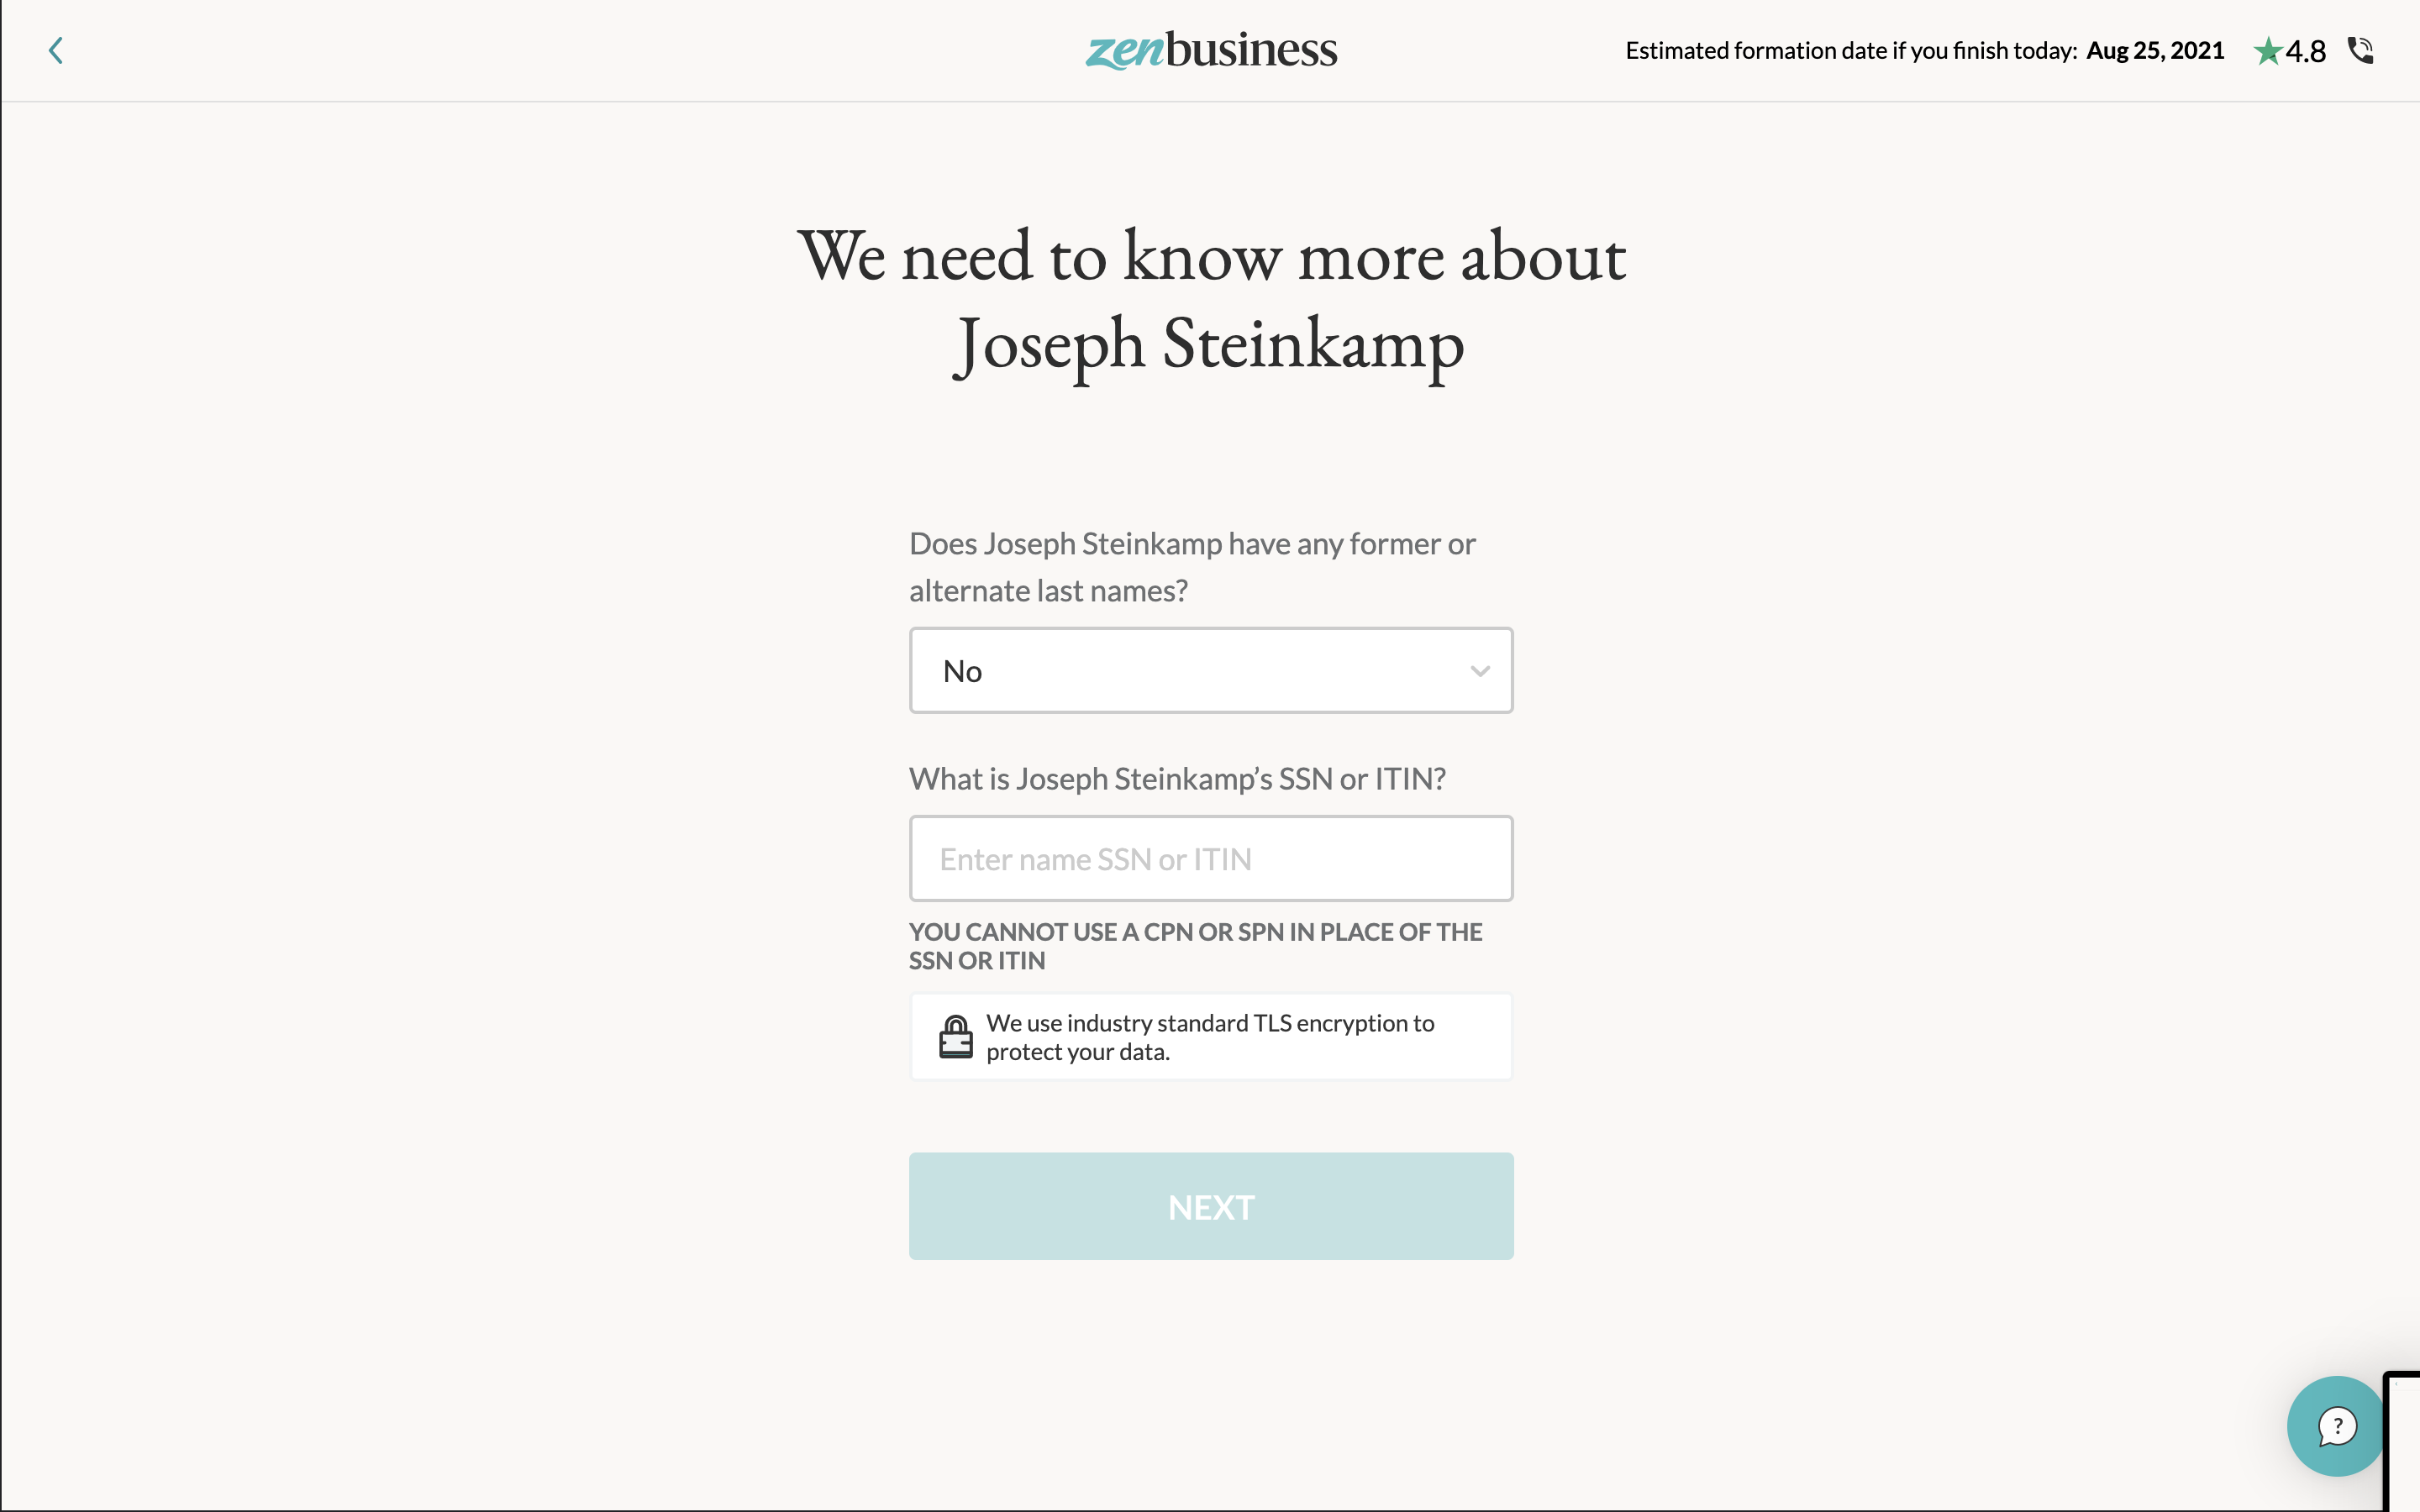 zenbusiness
Estimated formation date if you finish today: Aug 25, 2021
4.8
We need to know more about
Joseph Steinkamp
Does Joseph Steinkamp have any former or
alternate last names?
No
What is Joseph Steinkamp’s SSN or ITIN?
Enter name SSN or ITIN
YOU CANNOT USE A CPN OR SPN IN PLACE OF THE
SSN OR ITIN
We use industry standard TLS encryption to
protect your data.
NEXT
?